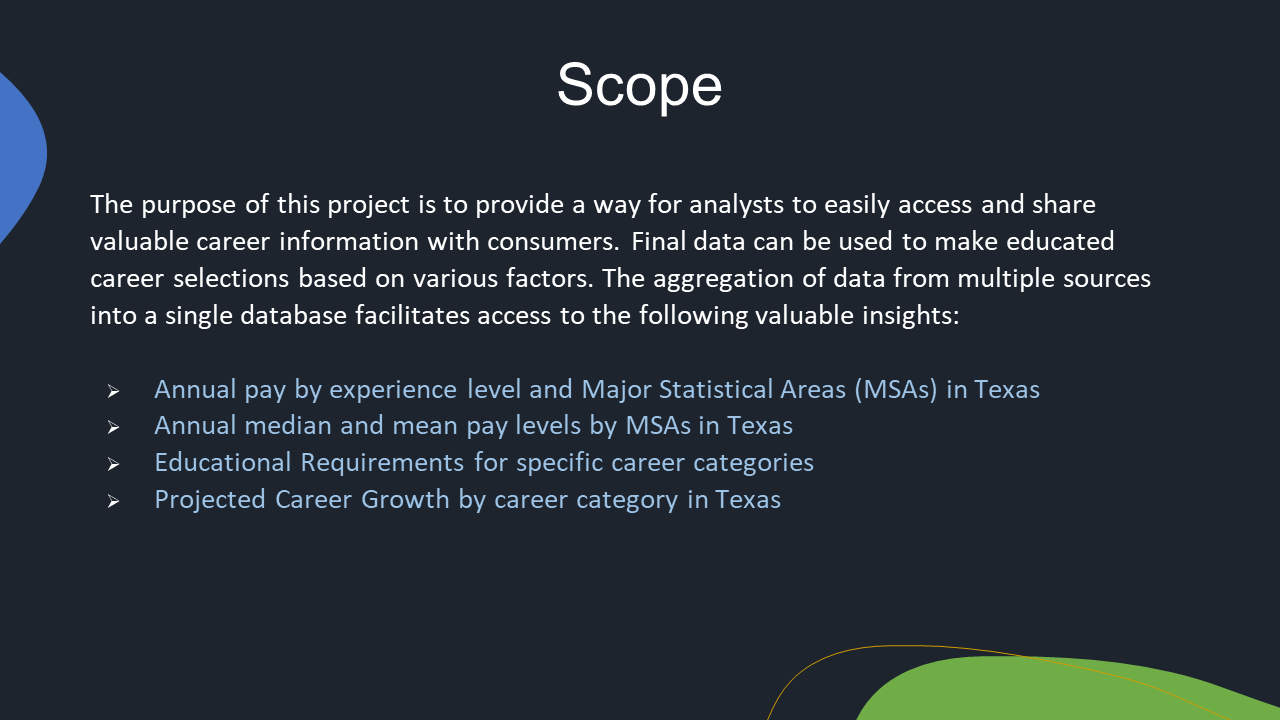 Scope
The purpose of this project is to provide a way for analysts to easily access and share
valuable career information with consumers. Final data can be used to make educated
career selections based on various factors. The aggregation of data from multiple sources
into a single database facilitates access to the following valuable insights:
➢ Annual pay by experience level and Major Statistical Areas (MSAs) in Texas
➢ Annual median and mean pay levels by MSAs in Texas
➢ Educational Requirements for specific career categories
➢ Projected Career Growth by career category in Texas